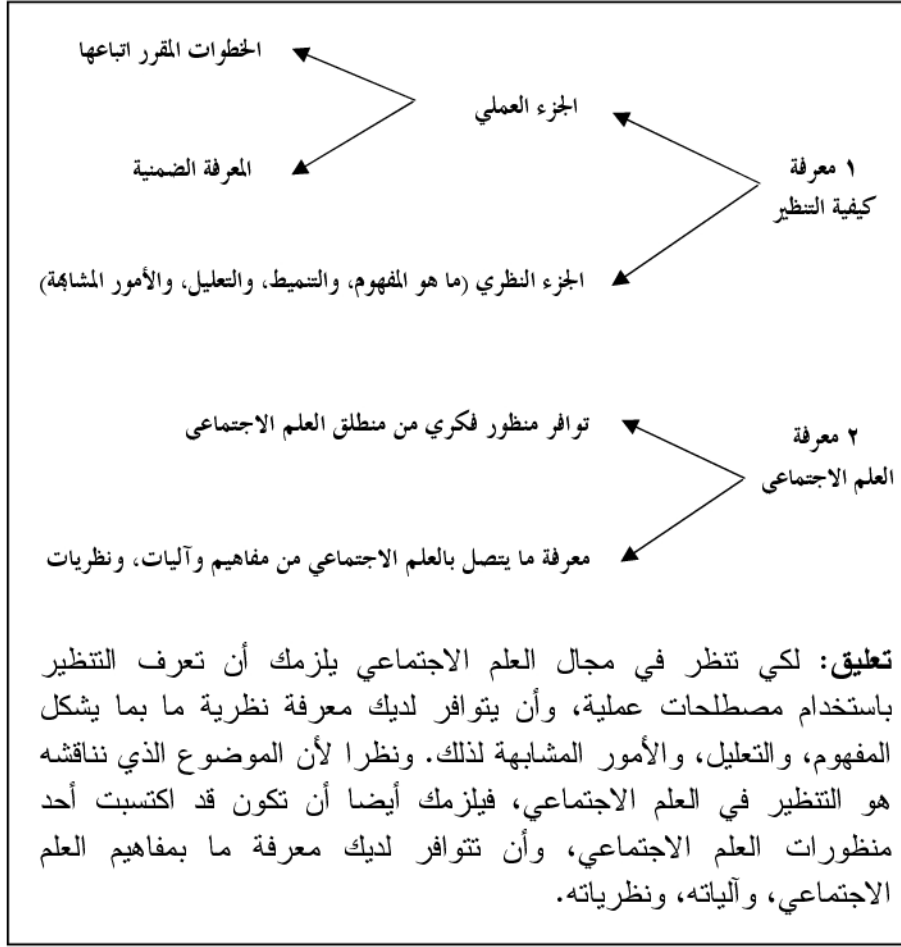 الخطوات المقرر اتباعها
الجزء العملي
المعرفة الضمنية
١ معرفة
كيفية التنظير
الجزء النظري (ما هو المفهوم، والتنميط، والتعليل، والأمور المشابهة)
توافر منظور فكري من منطلق العلم الاجتماعى
٢ معرفة
العلم الاجتماعى
معرفة ما يتصل بالعلم الاجتماعي من مفاهيم وآليات، ونظريات
تعليق: لكي تنظر في مجال العلم الاجتماعي يلزمك أن تعرف التنظير
باستخدام مصطلحات عملية، وأن يتوافر لديك معرفة نظرية ما بما يشكل
المفهوم، والتعليل، والأمور المشابهة لذلك. ونظرا لأن الموضوع الذي نناقشه
هو التنظير في العلم الاجتماعي، فيلزمك أيضا أن تكون قد اكتسبت أحد
منظورات العلم الاجتماعي، وأن تتوافر لديك معرفة ما بمفاهيم العلم
الاجتماعي، وآلياته، ونظرياته.